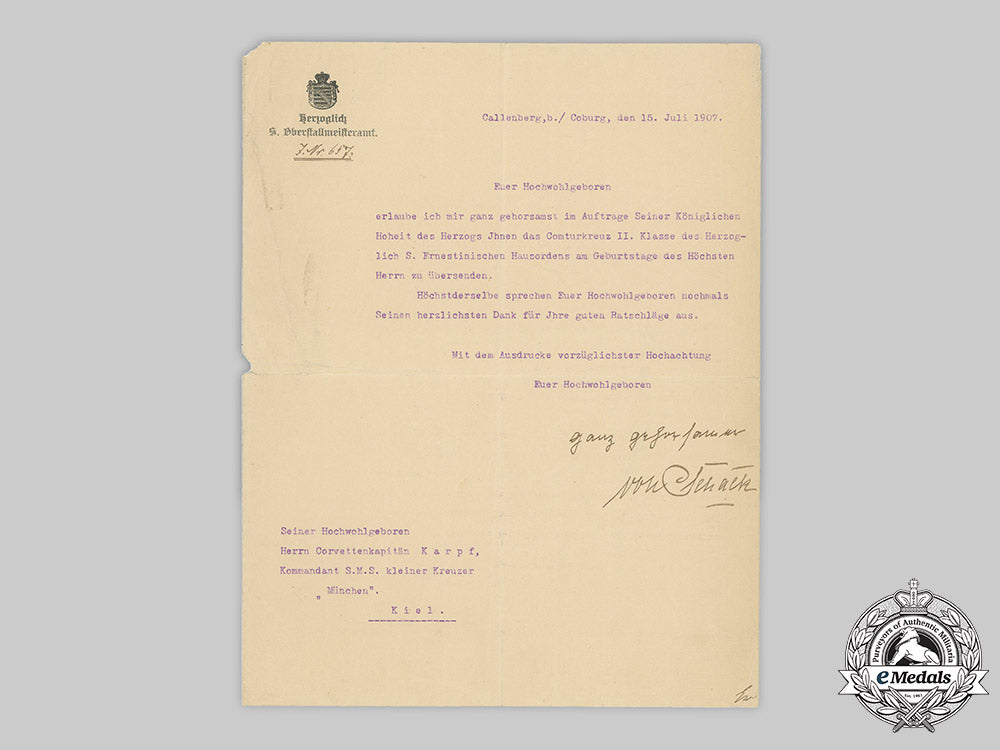 Herzoglich
S. Oberstallmeisteramt.
J. Nr. 657.
Callenberg,b./ Coburg, den 15. Juli 1907.
Euer Hochwohlgeboren
erlaube ich mir ganz gehorsamst im Auftrage Seiner Königlichen
Hoheit des Herzogs Jhnen das Comturkreuz II. Klasse des Herzog-
lich S. Ernestinischen Hausordens am Geburtstage des Höchsten
Herrn zu übersenden.
Höchstderselbe sprechen Euer Hochwohlgeboren nochmals
Seinen herzlichsten Dank für Jhre guten Ratschläge aus.
Mit dem Ausdrucke vorzüglichster Hochachtung
Euer Hochwohlgeboren
ganz gehorsamer
von Schack
Seiner Hochwohlgeboren
Herrn Corvettenkapitän K a r p f,
Kommandant S.M.S. kleiner Kreuzer
„ München".
K i e l .
Purveyors of Authentic Militaria
eMedals